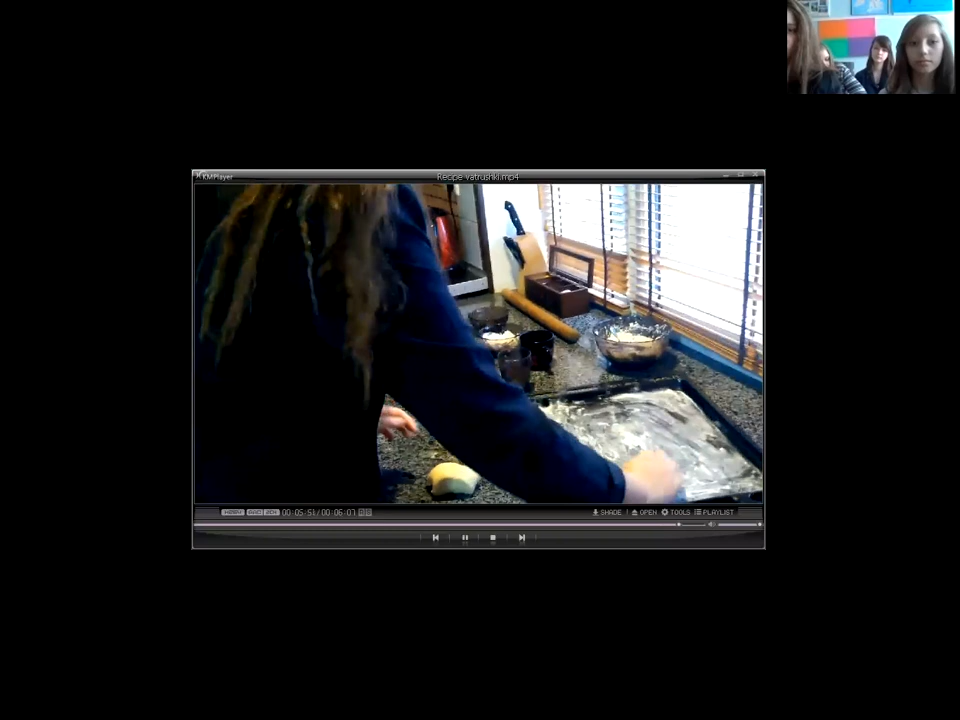 KMPlayer
Recipe vatrushki.mp4
00:05:51/00:06:07
SHADE
OPEN
TOOLS
PLAYLIST